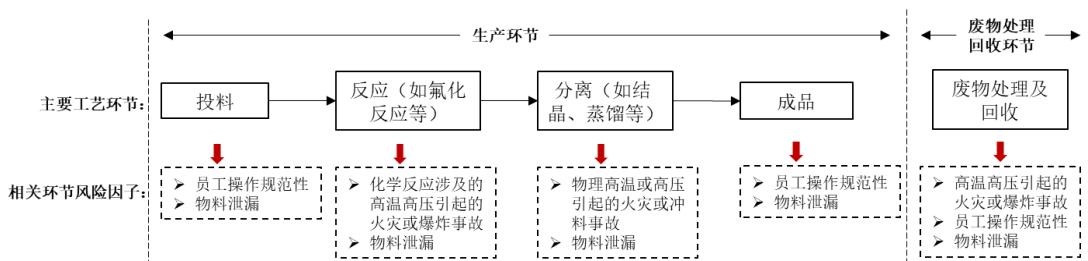 生产环节
废物处理
回收环节
主要工艺环节：
投料
反应（如氟化
反应等）
分离（如结
晶、蒸馏等）
成品
废物处理及
回收
相关环节风险因子：
➢ 员工操作规范性
➢ 物料泄漏
➢ 化学反应涉及的
高温高压引起的
火灾或爆炸事故
➢ 物料泄漏
➢ 物理高温或高压
引起的火灾或冲
料事故
➢ 物料泄漏
➢ 员工操作规范性
➢ 物料泄漏
➢ 高温高压引起的
火灾或爆炸事故
➢ 员工操作规范性
➢ 物料泄漏